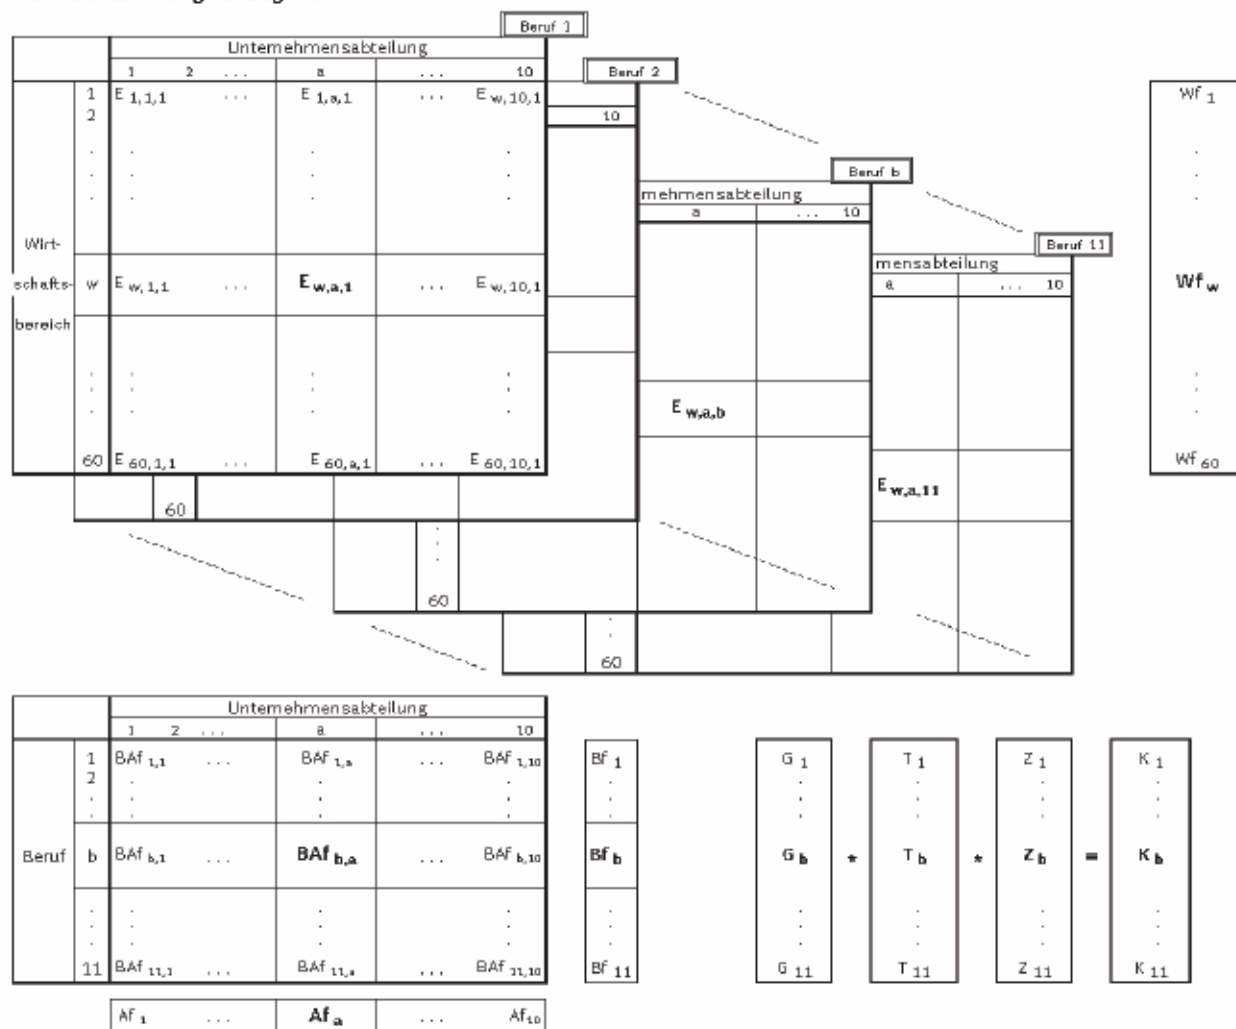 Beruf 1
Unternehmensabteilung
1 2 ... a ... 10
Beruf 2
1 E 1,1,1 ... E 1,a,1 ... E w,10,1
Wf 1
2
10
Beruf b
rnehmensabteilung
a ... 10
Beruf 11
Wirt-
mensabteilung
schafts- w E w,1,1 ... E w,a,1 ... E w,10,1
a ... 10
Wf w
bereich
E w,a,b
60 E 60,1,1 ... E 60,a,1 ... E 60,10,1
Wf 60
E w,a,11
60
60
60
Unternehmensabteilung
1 2 ... a ... 10
1 BAf 1,1 ... BAf 1,a BAf 1,10 Bf 1 G 1 T 1 Z 1 K 1
2
Beruf b BAf b,1 ... BAf b,a ... BAf b,10 Bf b G b * T b * Z b = K b
11 BAf 11,1 ... BAf 11,a ... BAf 11,10 Bf 11 G 11 T 11 Z 11 K 11
Af 1 ... Af a ... Af 10